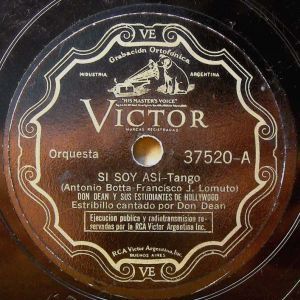 VE
Grabación Ortofónica
INDUSTRIA ARGENTINA
"HIS MASTER'S VOICE"
VICTOR
MARCAS REGISTRADAS
Orquesta 37520-A
SI SOY ASI-Tango
(Antonio Botta-Francisco J. Lomuto)
DON DEAN Y SUS ESTUDIANTES DE HOLLYWOOD
Estribillo cantado por Don Dean
Ejecución pública y radiotransmisión re-
servadas por la RCA Victor Argentina Inc.
RCA Victor Argentina, Inc.
BUENOS AIRES
VE